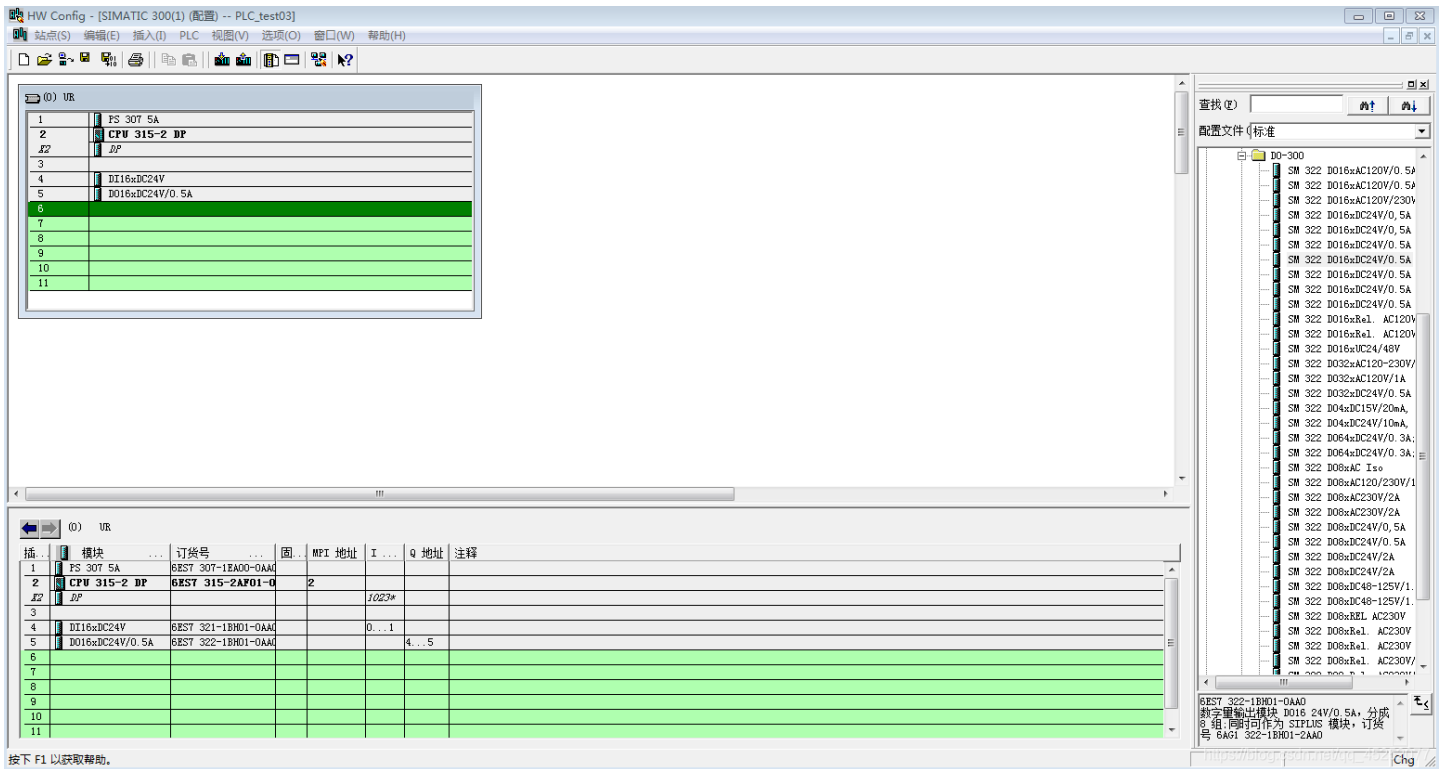 HW Config - [SIMATIC 300(1) (配置) -- PLC_test03]
站点(S) 编辑(E) 插入(I) PLC 视图(V) 选项(O) 窗口(W) 帮助(H)
(0) UR
1 PS 307 5A
2 CPU 315-2 DP
X2 DP
3
4 DI16xDC24V
5 DO16xDC24V/0.5A
6
7
8
9
10
11
查找(F)
配置文件( 标准
DO-300
SM 322 DO16xAC120V/0.5A
SM 322 DO16xAC120V/0.5A
SM 322 DO16xAC120V/230V
SM 322 DO16xDC24V/0,5A
SM 322 DO16xDC24V/0,5A
SM 322 DO16xDC24V/0.5A
SM 322 DO16xDC24V/0.5A
SM 322 DO16xDC24V/0.5A
SM 322 DO16xDC24V/0.5A
SM 322 DO16xDC24V/0.5A
SM 322 DO16xRel. AC120V
SM 322 DO16xRel. AC120V
SM 322 DO16xUC24/48V
SM 322 DO32xAC120-230V/
SM 322 DO32xAC120V/1A
SM 322 DO32xDC24V/0.5A
SM 322 DO4xDC15V/20mA,
SM 322 DO4xDC24V/10mA,
SM 322 DO64xDC24V/0.3A;
SM 322 DO64xDC24V/0.3A;
SM 322 DO8xAC Iso
SM 322 DO8xAC120/230V/1
SM 322 DO8xAC230V/2A
SM 322 DO8xAC230V/2A
SM 322 DO8xDC24V/0,5A
SM 322 DO8xDC24V/0.5A
SM 322 DO8xDC24V/2A
SM 322 DO8xDC24V/2A
SM 322 DO8xDC48-125V/1.
SM 322 DO8xDC48-125V/1.
SM 322 DO8xREL AC230V
SM 322 DO8xRel. AC230V
SM 322 DO8xRel. AC230V
SM 322 DO8xRel. AC230V/
(0) UR
插... 模块 ... 订货号 ... 固... MPI 地址 I ... Q 地址 注释
1 PS 307 5A 6ES7 307-1EA00-0AA0
2 CPU 315-2 DP 6ES7 315-2AF01-0 2
X2 DP 1023*
3
4 DI16xDC24V 6ES7 321-1BH01-0AA0 0...1
5 DO16xDC24V/0.5A 6ES7 322-1BH01-0AA0 4...5
6
7
8
9
10
11
6ES7 322-1BH01-0AA0
数字量输出模块 DO16 24V/0.5A，分成
8 组;同时可作为 SIPLUS 模块，订货
号 6AG1 322-1BH01-2AA0
按下 F1 以获取帮助。
Chg